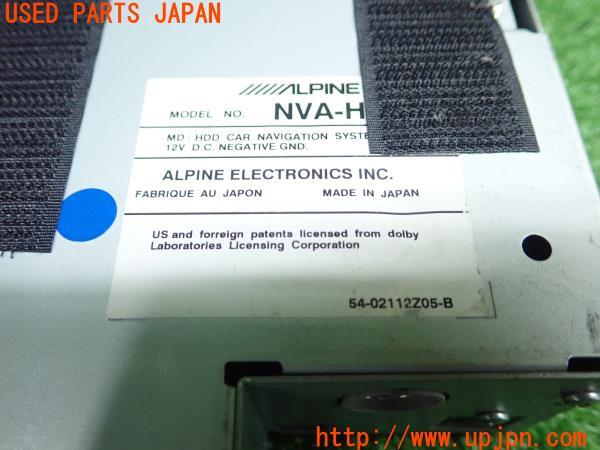 USED PARTS JAPAN
ALPINE
MODEL NO. NVA-H
MD/HDD CAR NAVIGATION SYSTE
12V D.C. NEGATIVE GND.
ALPINE ELECTRONICS INC.
FABRIQUE AU JAPON MADE IN JAPAN
US and foreign patents licensed from dolby
Laboratories Licensing Corporation
54-02112Z05-B
http://www.upjpn.com